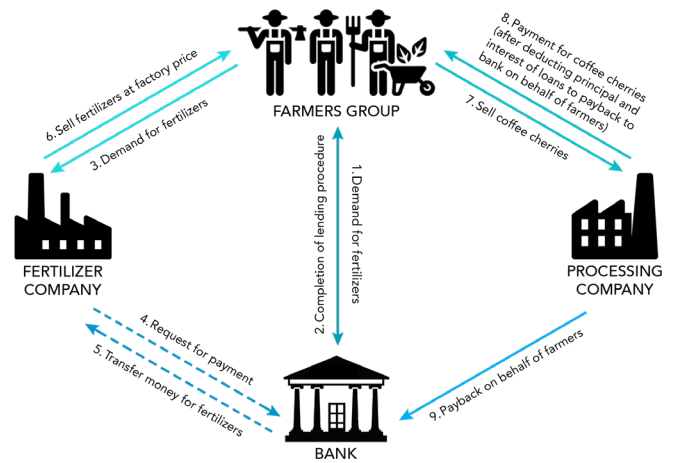 8. Payment for coffee cherries
(after deducting principal and
interest of loans to payback to
bank on behalf of farmers)
6. Sell fertilizers at factory price
FARMERS GROUP
3. Demand for fertilizers
7. Sell coffee cherries
2. Completion of lending procedure
1. Demand for fertilizers
FERTILIZER
COMPANY
PROCESSING
COMPANY
4. Request for payment
5. Transfer money for fertilizers
9. Payback on behalf of farmers
BANK